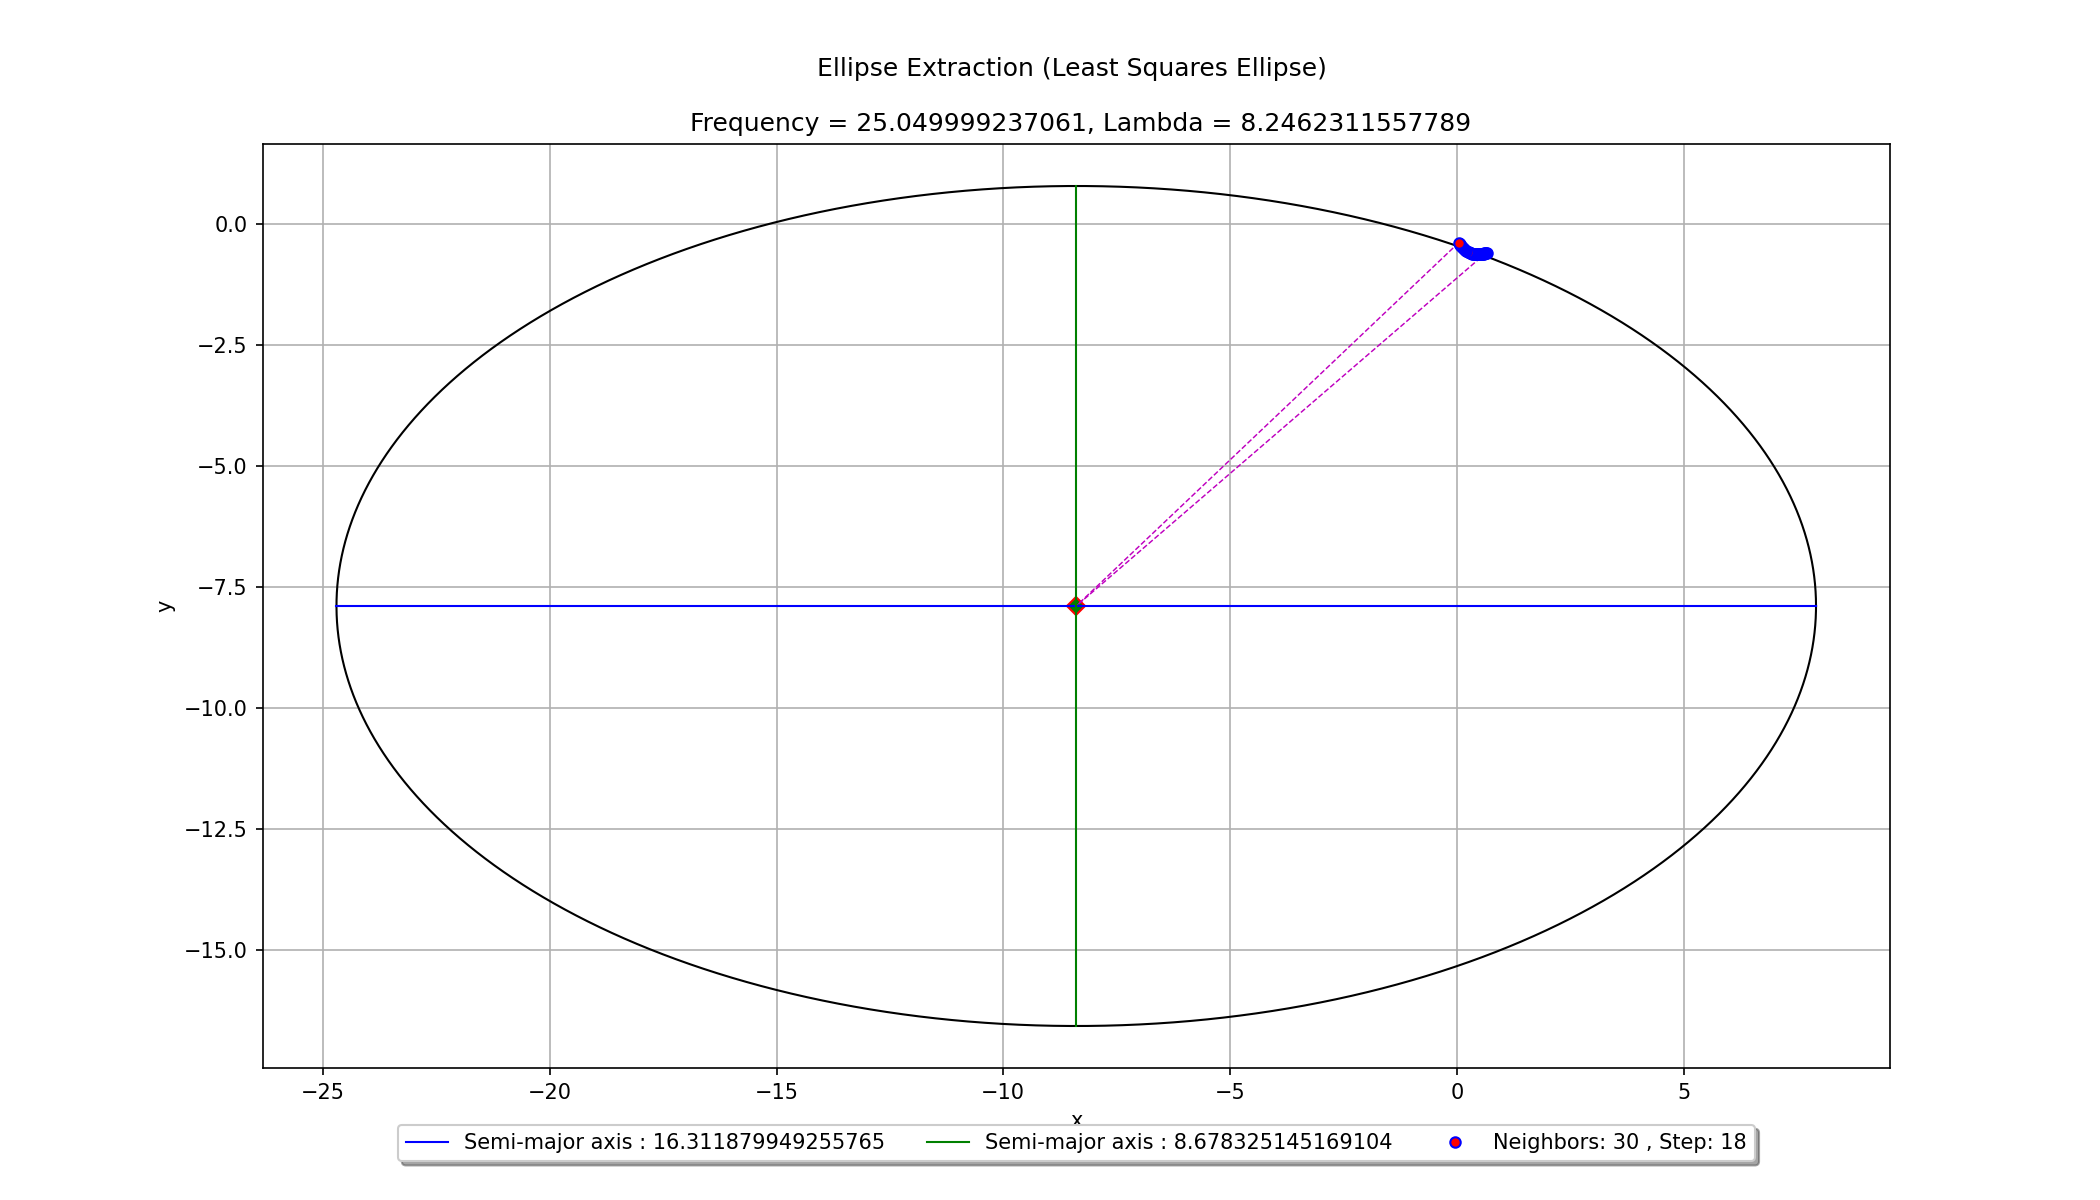 Ellipse Extraction (Least Squares Ellipse)
Frequency = 25.049999237061, Lambda = 8.2462311557789
0.0
−2.5
−5.0
−7.5
−10.0
−12.5
−15.0
y
−25 −20 −15 −10 −5 0 5
x
Semi-major axis : 16.311879949255765 Semi-major axis : 8.678325145169104 Neighbors: 30 , Step: 18